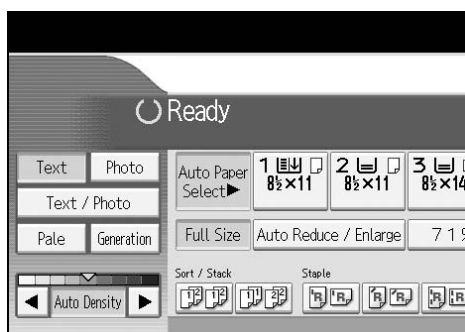 Ready
Text
Photo
Text / Photo
Pale
Generation
Auto Density
Auto Paper
Select▶
1
8½×11
2
8½×11
3
8½×14
Full Size
Auto Reduce / Enlarge
71%
Sort / Stack
Staple